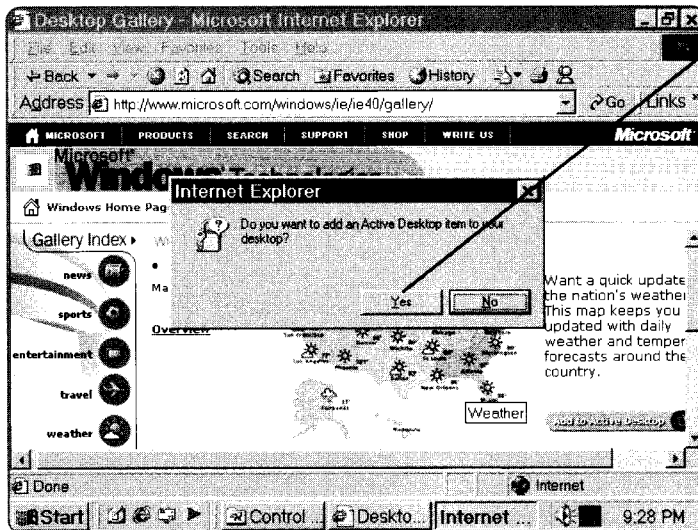 Desktop Gallery - Microsoft Internet Explorer
File Edit View Favorites Tools Help
Back Search Favorites History
Address http://www.microsoft.com/windows/ie/ie40/gallery/ Go Links
MICROSOFT PRODUCTS SEARCH SUPPORT SHOP WRITE US Microsoft
Microsoft
Windows Technologies
Windows Home Pag
Internet Explorer
Do you want to add an Active Desktop item to your
desktop?
Yes No
Gallery Index
news
sports
entertainment
travel
weather
Ma
Overview
Want a quick update
the nation's weather
This map keeps you
updated with daily
weather and temper
forecasts around the
country.
Weather
Add to Active Desktop
Done Internet
Start Control ... Deskto... Internet ... 9:28 PM